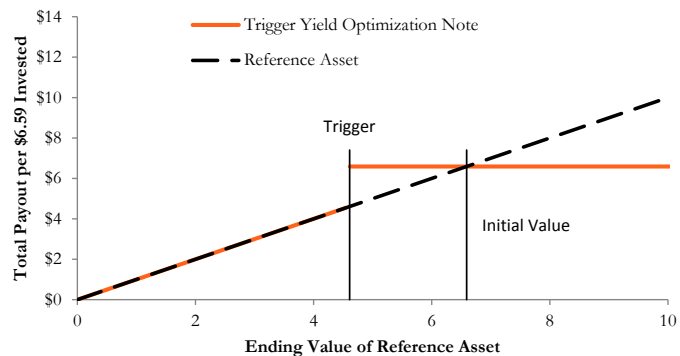 $14
$12
$10
$8
$6
$4
$2
$0
Total Payout per $6.59 Invested
Trigger Yield Optimization Note
Reference Asset
Trigger
Initial Value
0 2 4 6 8 10
Ending Value of Reference Asset